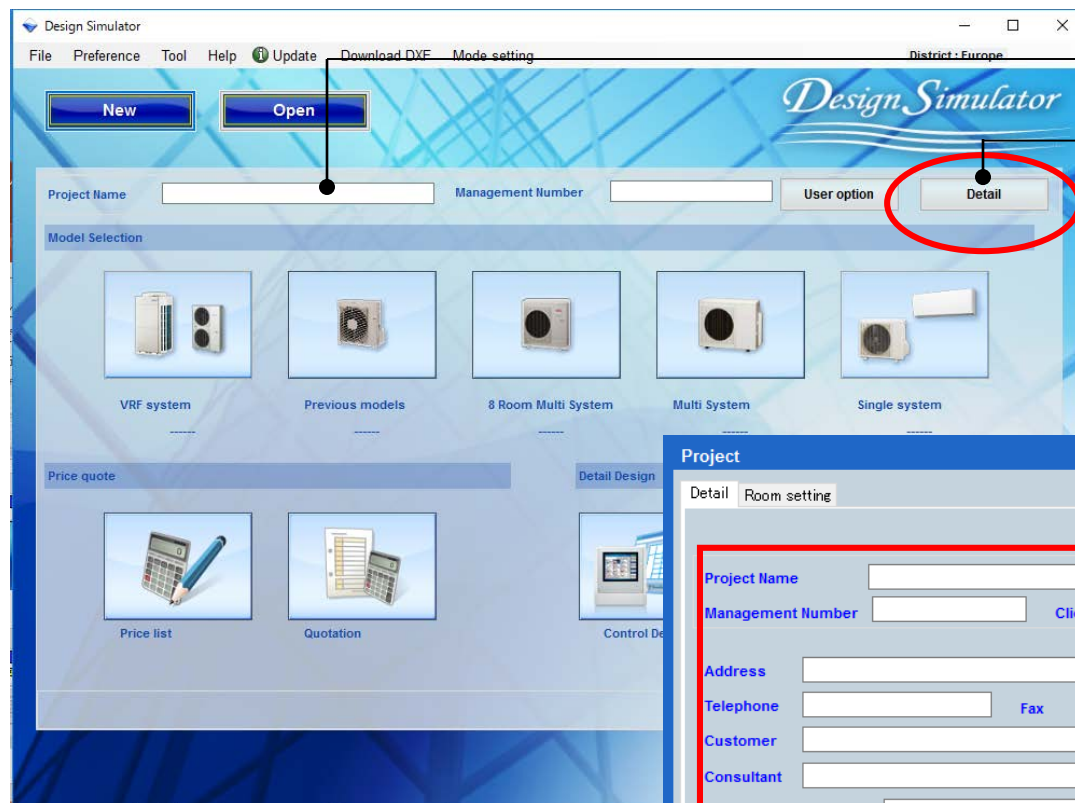 Design Simulator
File Preference Tool Help Update Download DXF Mode setting District : Europe
New Open
Design Simulator
Project Name Management Number User option Detail
Model Selection
VRF system Previous models 8 Room Multi System Multi System Single system
------ ------ ------ ------ ------
Price quote Detail Design
Price list Quotation
Project
Detail Room setting
Project Name
Management Number
Address
Telephone Fax
Customer
Consultant